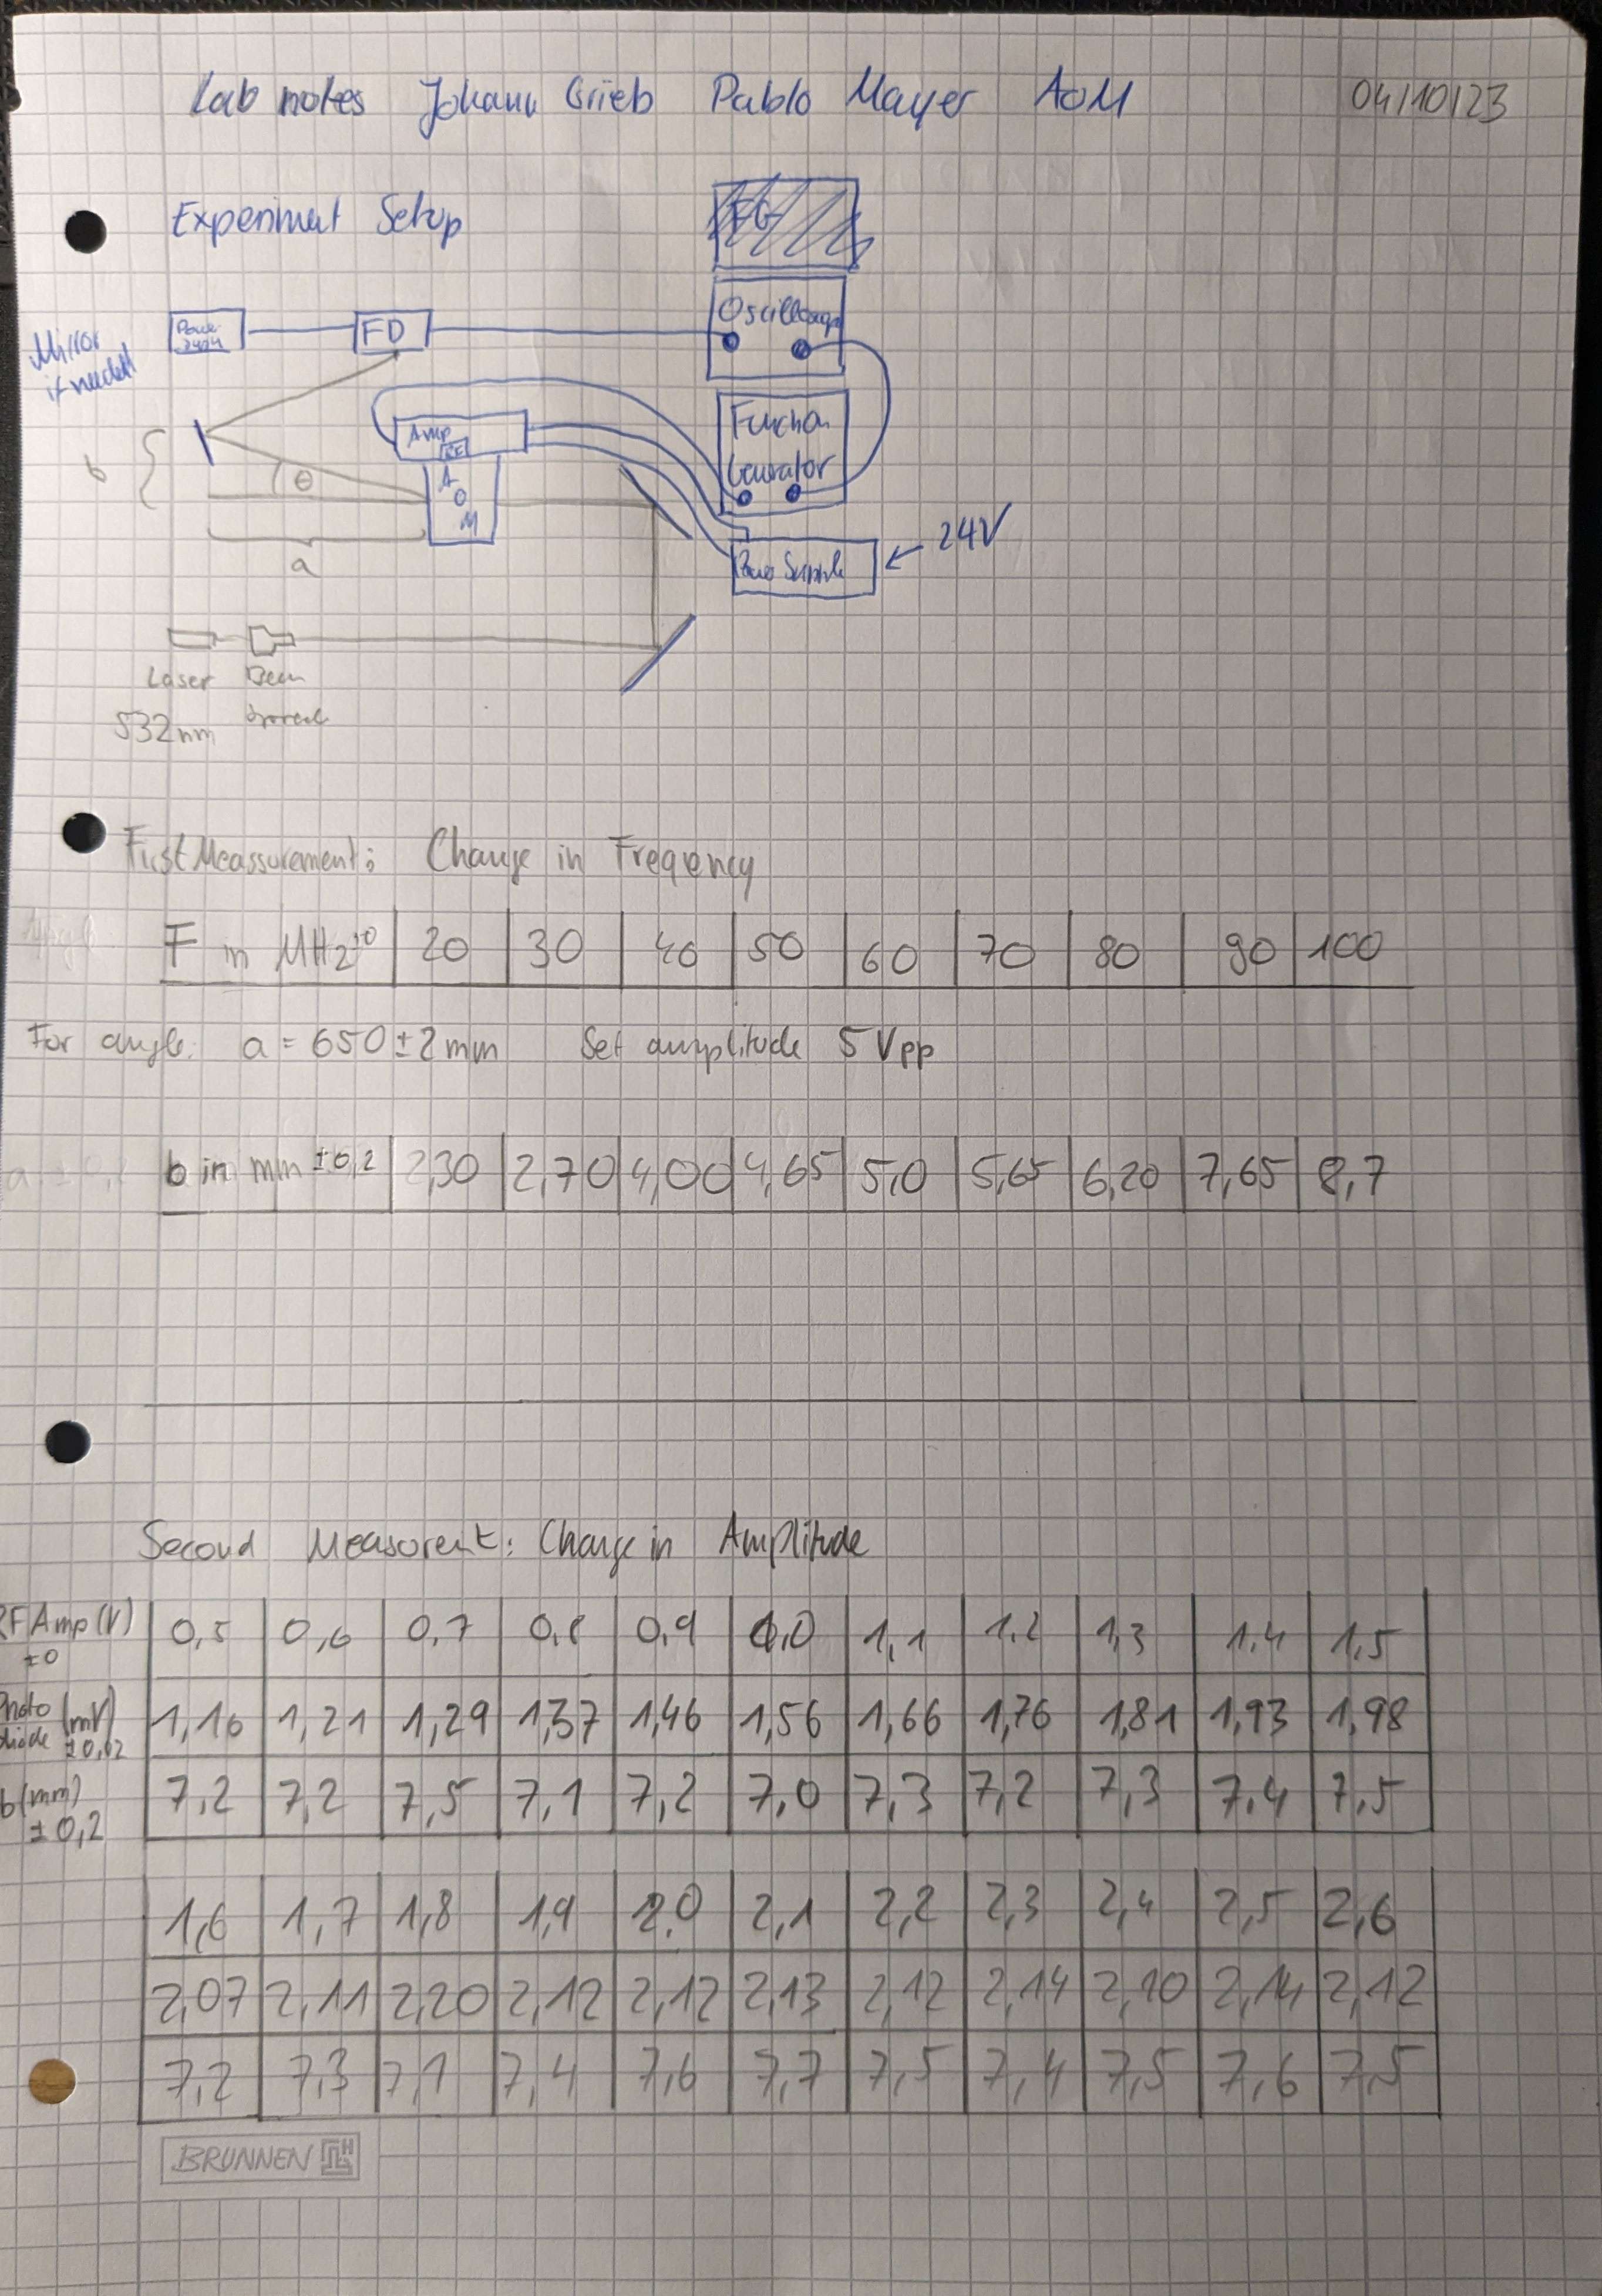 Lab notes Johann Grieb Pablo Mayer AOM 04/10/23
Experiment Setup
FG
Oscilloscope
Power
FD
Mirror
if needed
Amp
RF
Function
Generator
b
θ
A
O
M
a
Power Supply
24V
Laser Beam
532nm
First Meassurement: Change in Freqency
F in MHz ±0 20 30 40 50 60 70 80 90 100
For angle: a = 650 ± 2 mm Set amplitude 5 Vpp
b in mm ±0,2 2,30 2,70 4,00 4,65 5,0 5,65 6,20 7,65 8,7
Second Measurent: Change in Amplitude
RF Amp (V) ±0 0,5 0,6 0,7 0,8 0,9 1,0 1,1 1,2 1,3 1,4 1,5
Photo diode (mV) ±0,02 1,16 1,21 1,29 1,37 1,46 1,56 1,66 1,76 1,81 1,93 1,98
b (mm) ±0,2 7,2 7,2 7,5 7,1 7,2 7,0 7,3 7,2 7,3 7,4 7,5
1,6 1,7 1,8 1,9 2,0 2,1 2,2 2,3 2,4 2,5 2,6
2,07 2,11 2,20 2,12 2,12 2,13 2,12 2,14 2,10 2,14 2,12
7,2 7,3 7,1 7,4 7,6 7,7 7,5 7,4 7,5 7,6 7,5
BRUNNEN